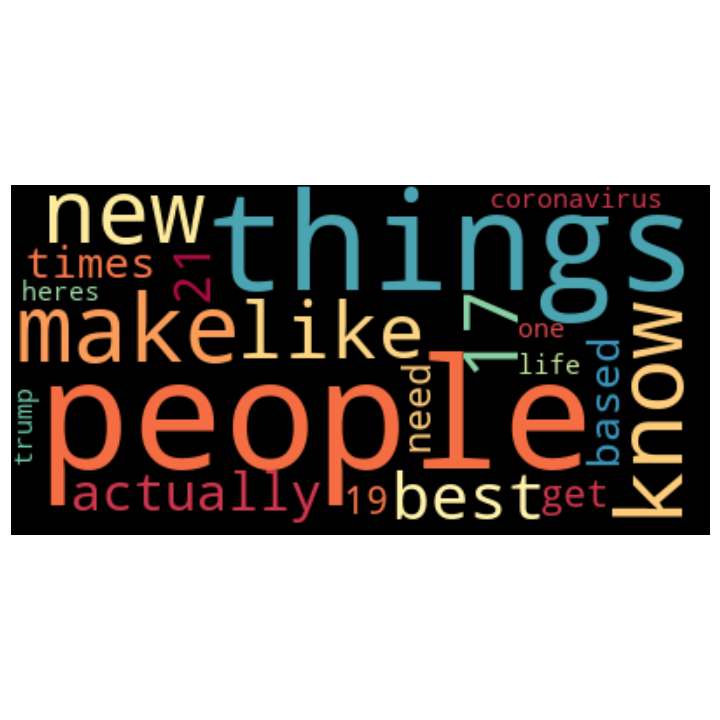 new
things
coronavirus
times
21
heres
make
like
17
one
life
know
based
need
people
trump
actually
19
best
get